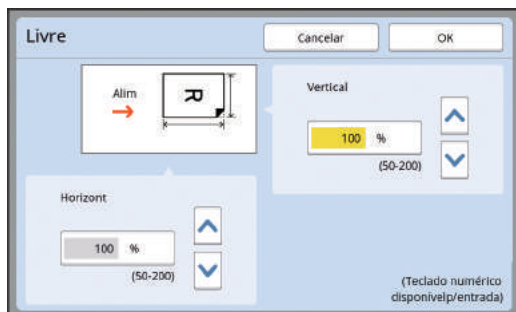 Livre
Cancelar
OK
Alim
R
Vertical
100 %
(50-200)
Horizont
100 %
(50-200)
(Teclado numérico
disponívelp/entrada)